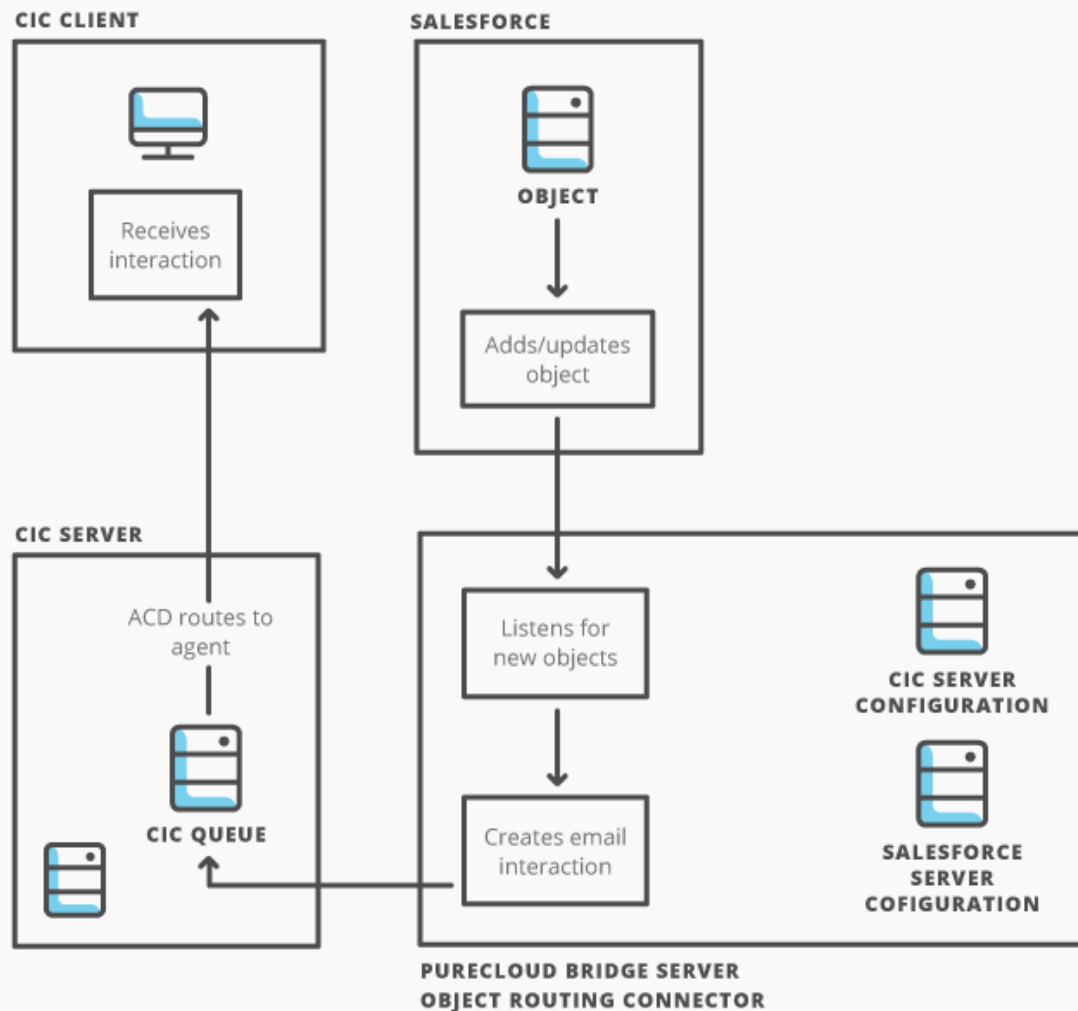 CIC CLIENT
Receives
interaction
SALESFORCE
OBJECT
Adds/updates
object
CIC SERVER
ACD routes to
agent
CIC QUEUE
Listens for
new objects
Creates email
interaction
CIC SERVER
CONFIGURATION
SALESFORCE
SERVER
COFIGURATION
PURECLOUD BRIDGE SERVER
OBJECT ROUTING CONNECTOR